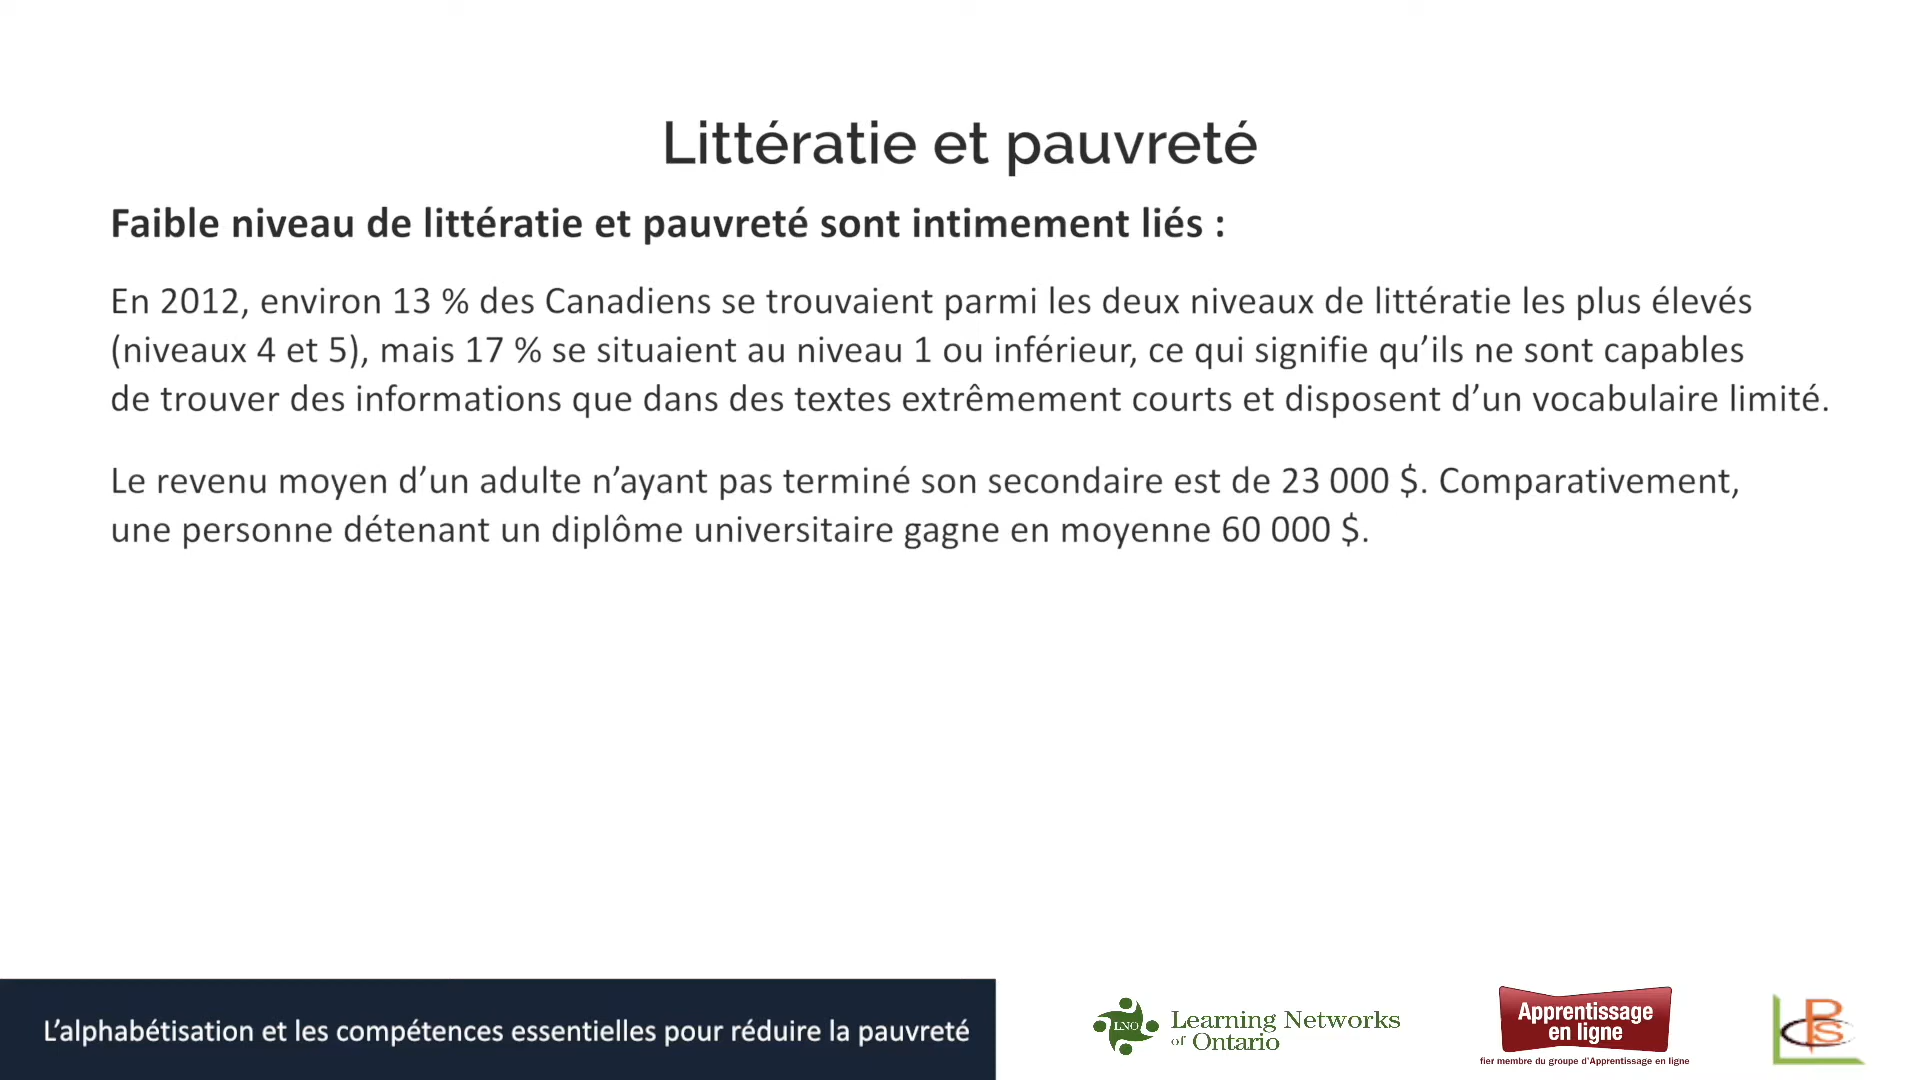 Littératie et pauvreté
Faible niveau de littératie et pauvreté sont intimement liés :
En 2012, environ 13 % des Canadiens se trouvaient parmi les deux niveaux de littératie les plus élevés
(niveaux 4 et 5), mais 17 % se situaient au niveau 1 ou inférieur, ce qui signifie qu’ils ne sont capables
de trouver des informations que dans des textes extrêmement courts et disposent d’un vocabulaire limité.
Le revenu moyen d’un adulte n’ayant pas terminé son secondaire est de 23 000 $. Comparativement,
une personne détenant un diplôme universitaire gagne en moyenne 60 000 $.
L’alphabétisation et les compétences essentielles pour réduire la pauvreté
LNO
Learning Networks
of Ontario
Apprentissage
en ligne
fier membre du groupe d’Apprentissage en ligne